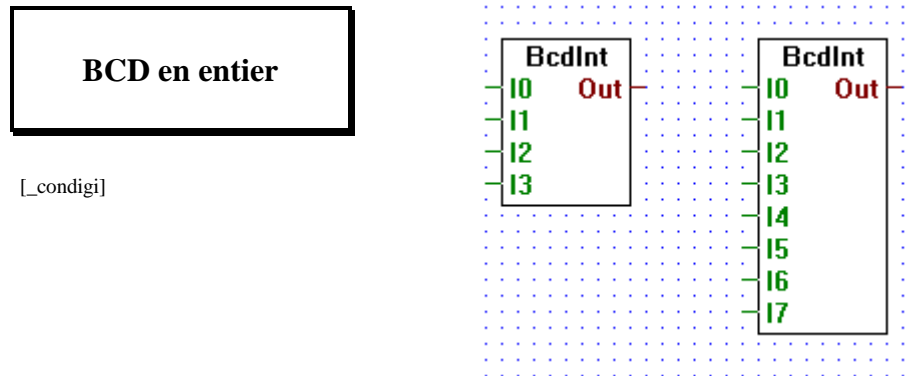 BCD en entier
[_condigi]
BcdInt
I0 Out
I1
I2
I3
BcdInt
I0 Out
I1
I2
I3
I4
I5
I6
I7